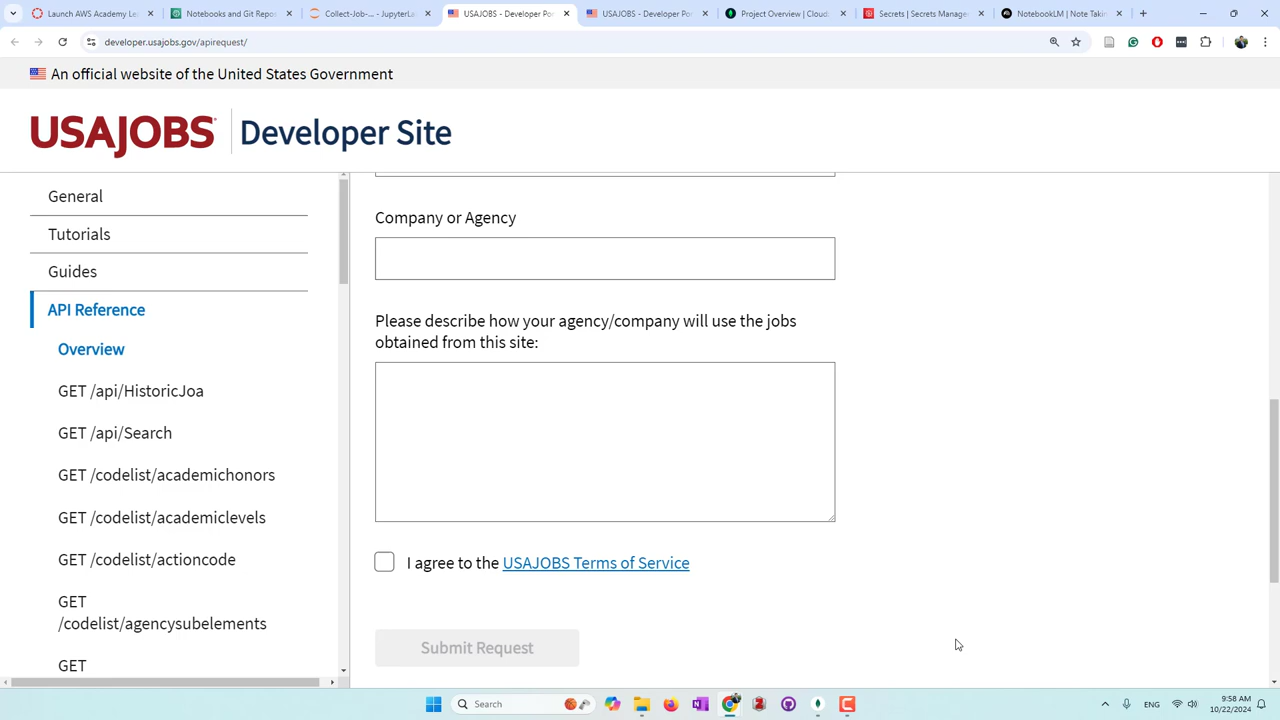 Launch AWS Academy Le
Notebooks and Git Repo
Collect-Job-... - JupyterLa
USAJOBS - Developer Po
USAJOBS - Developer Por
Project Overview | Cloud
Secrets | Secrets Manage
NotebookLM | Note Takin
developer.usajobs.gov/apirequest/
An official website of the United States Government
USAJOBS
Developer Site
General
Tutorials
Guides
API Reference
Overview
GET /api/HistoricJoa
GET /api/Search
GET /codelist/academichonors
GET /codelist/academiclevels
GET /codelist/actioncode
GET
/codelist/agencysubelements
GET
Company or Agency
Please describe how your agency/company will use the jobs
obtained from this site:
I agree to the USAJOBS Terms of Service
Submit Request
Search
ENG
9:58 AM
10/22/2024